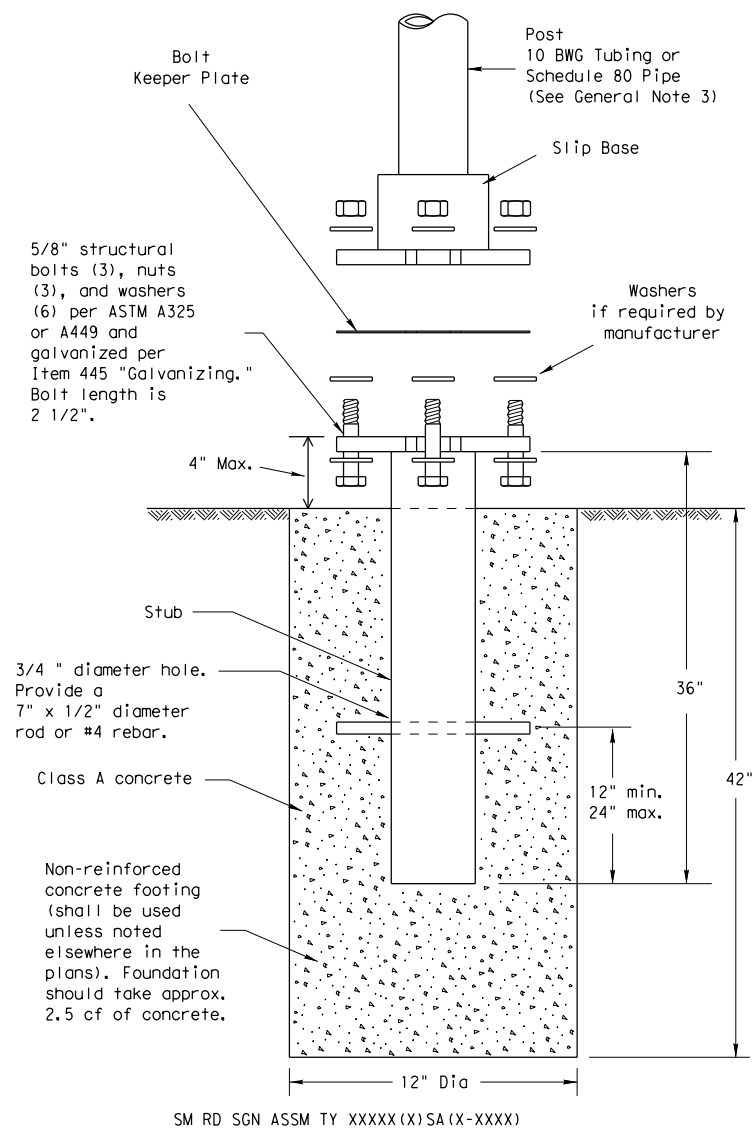 Post
10 BWG Tubing or
Schedule 80 Pipe
(See General Note 3)
Bolt
Keeper Plate
Slip Base
5/8" structural
bolts (3), nuts
(3), and washers
(6) per ASTM A325
or A449 and
galvanized per
Item 445 "Galvanizing."
Bolt length is
2 1/2".
Washers
if required by
manufacturer
4" Max.
Stub
3/4 " diameter hole.
Provide a
7" x 1/2" diameter
rod or #4 rebar.
36"
Class A concrete
12" min.
24" max.
42"
Non-reinforced
concrete footing
(shall be used
unless noted
elsewhere in the
plans). Foundation
should take approx.
2.5 cf of concrete.
12" Dia
SM RD SGN ASSM TY XXXXX(X)SA(X-XXXX)